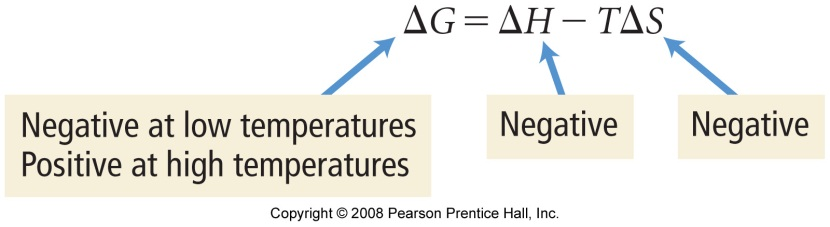 ΔG = ΔH − TΔS
Negative at low temperatures
Positive at high temperatures
Negative
Negative
Copyright © 2008 Pearson Prentice Hall, Inc.